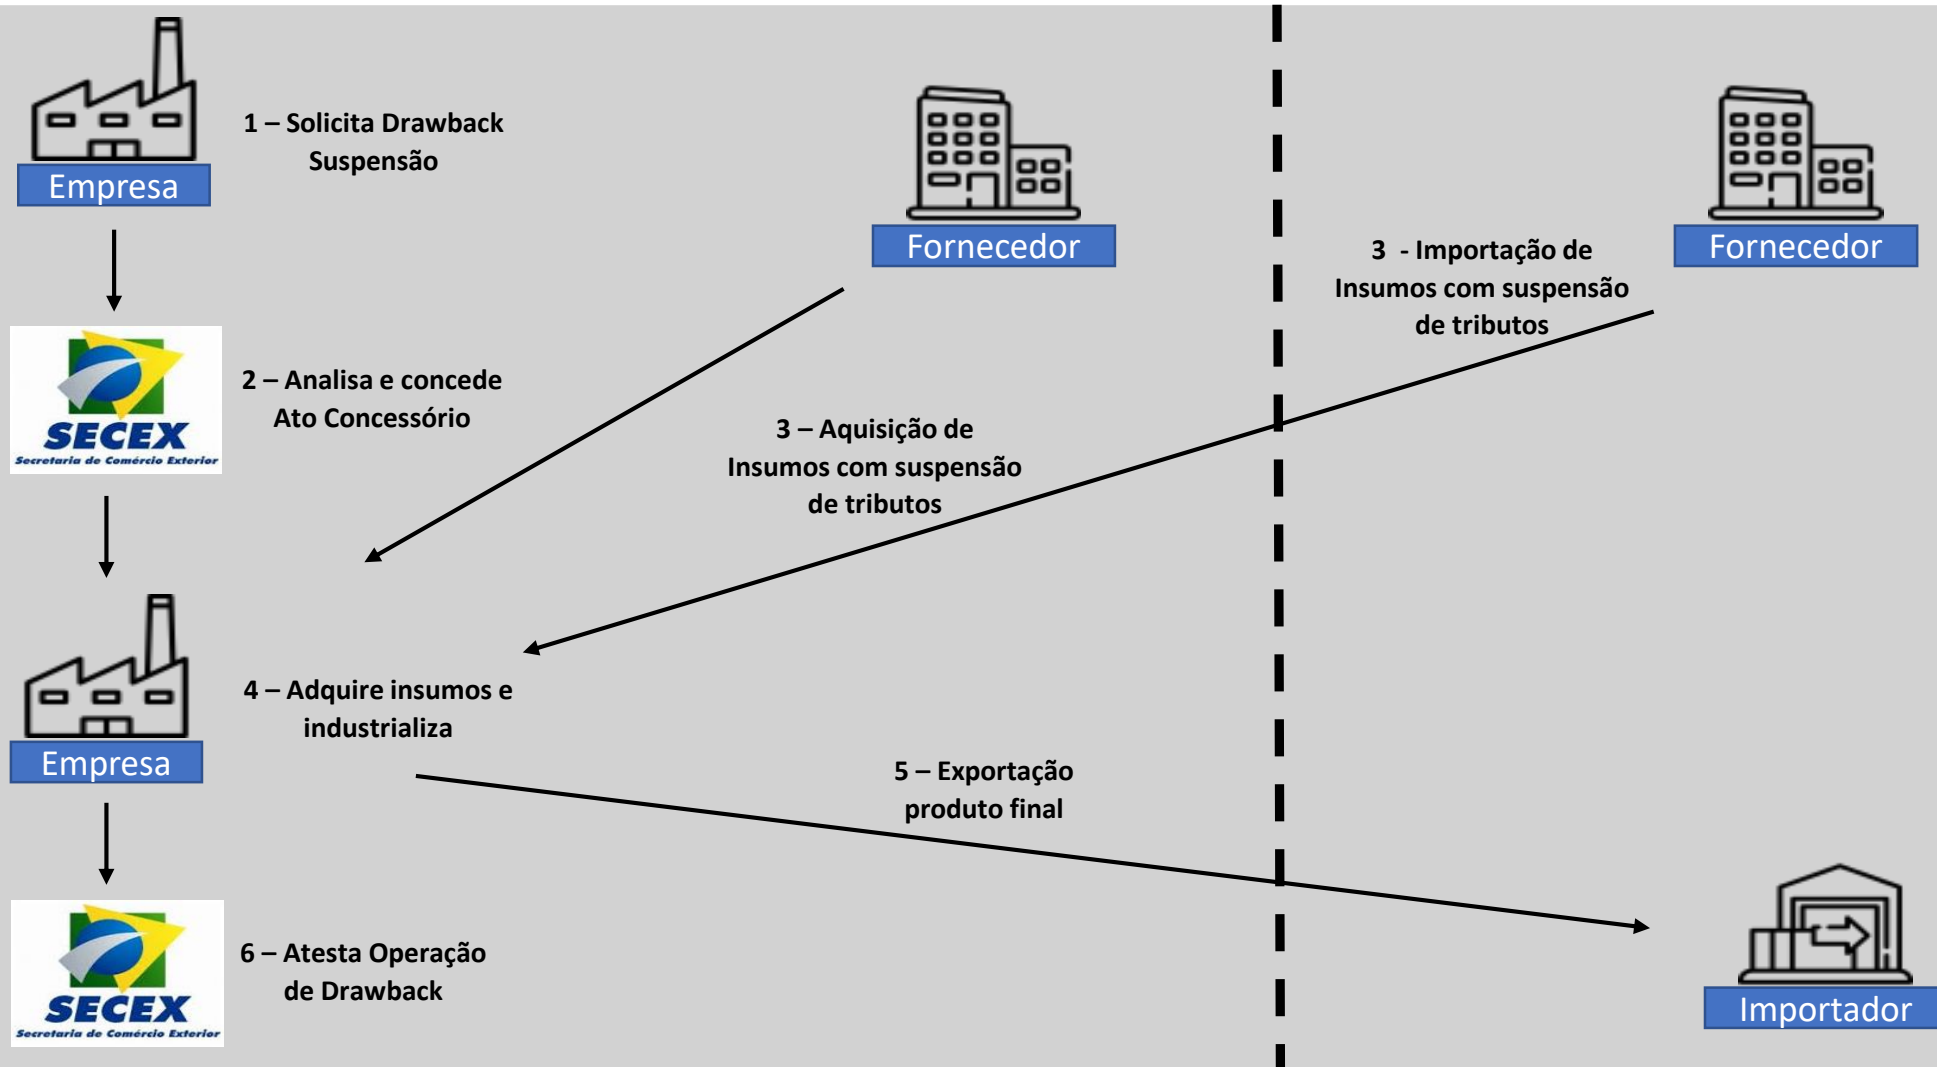 1 – Solicita Drawback
Suspensão
Empresa
Fornecedor
Fornecedor
3  - Importação de
Insumos com suspensão
de tributos
SECEX
Secretaria de Comércio Exterior
2 – Analisa e concede
Ato Concessório
3 – Aquisição de
Insumos com suspensão
de tributos
4 – Adquire insumos e
industrializa
Empresa
5 – Exportação
produto final
SECEX
Secretaria de Comércio Exterior
6 – Atesta Operação
de Drawback
Importador